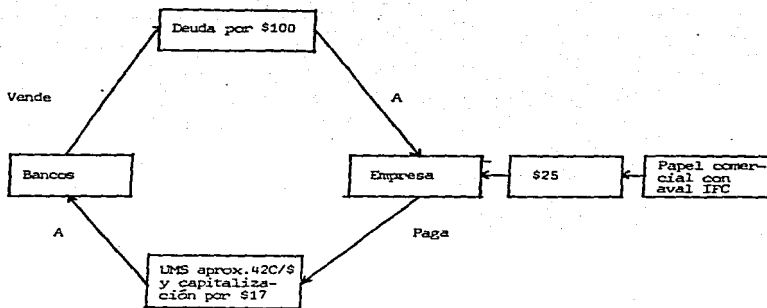 Deuda por $100
Vende
A
Bancos
Empresa
$25
Papel comer-
cial con
aval IFC
A
Paga
UMS aprox.42C/$
y capitaliza-
ción por $17